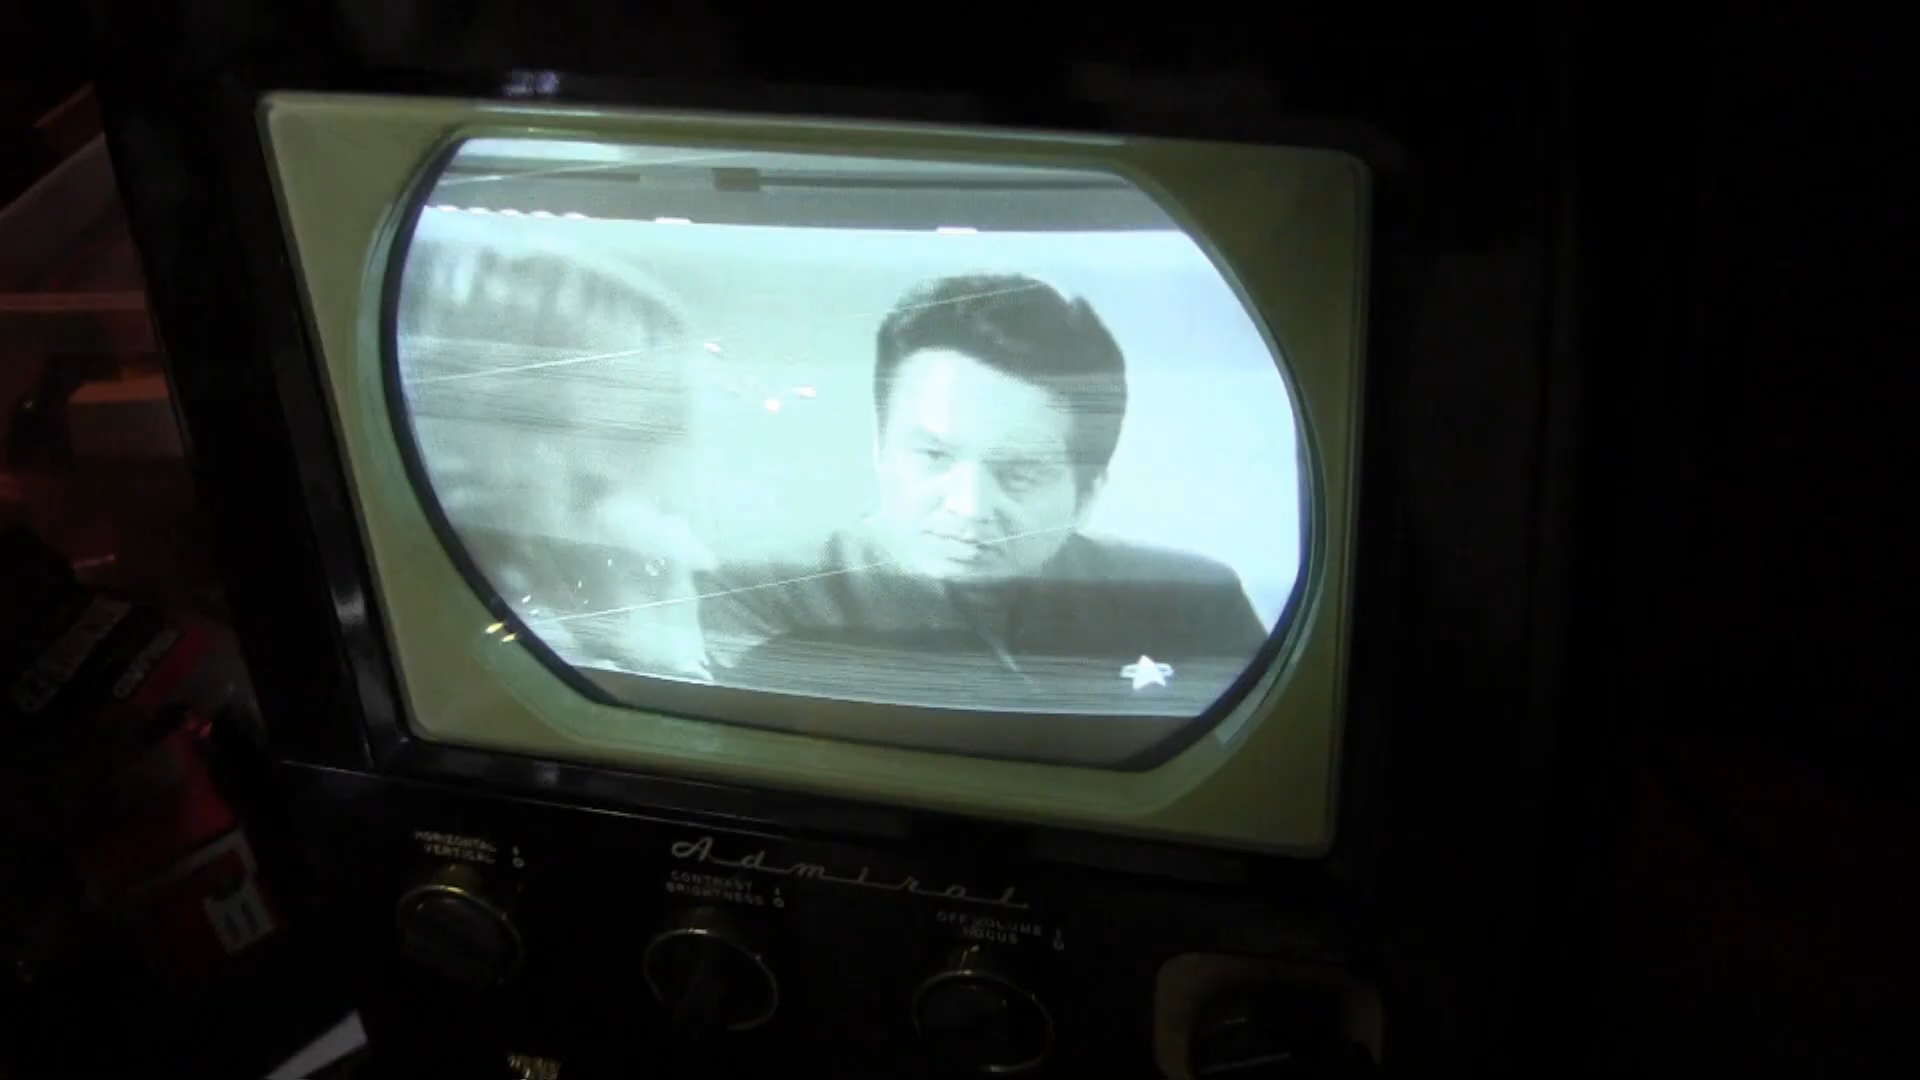 HORIZONTAL
VERTICAL
Admiral
CONTRAST
BRIGHTNESS
OFF VOLUME
FOCUS